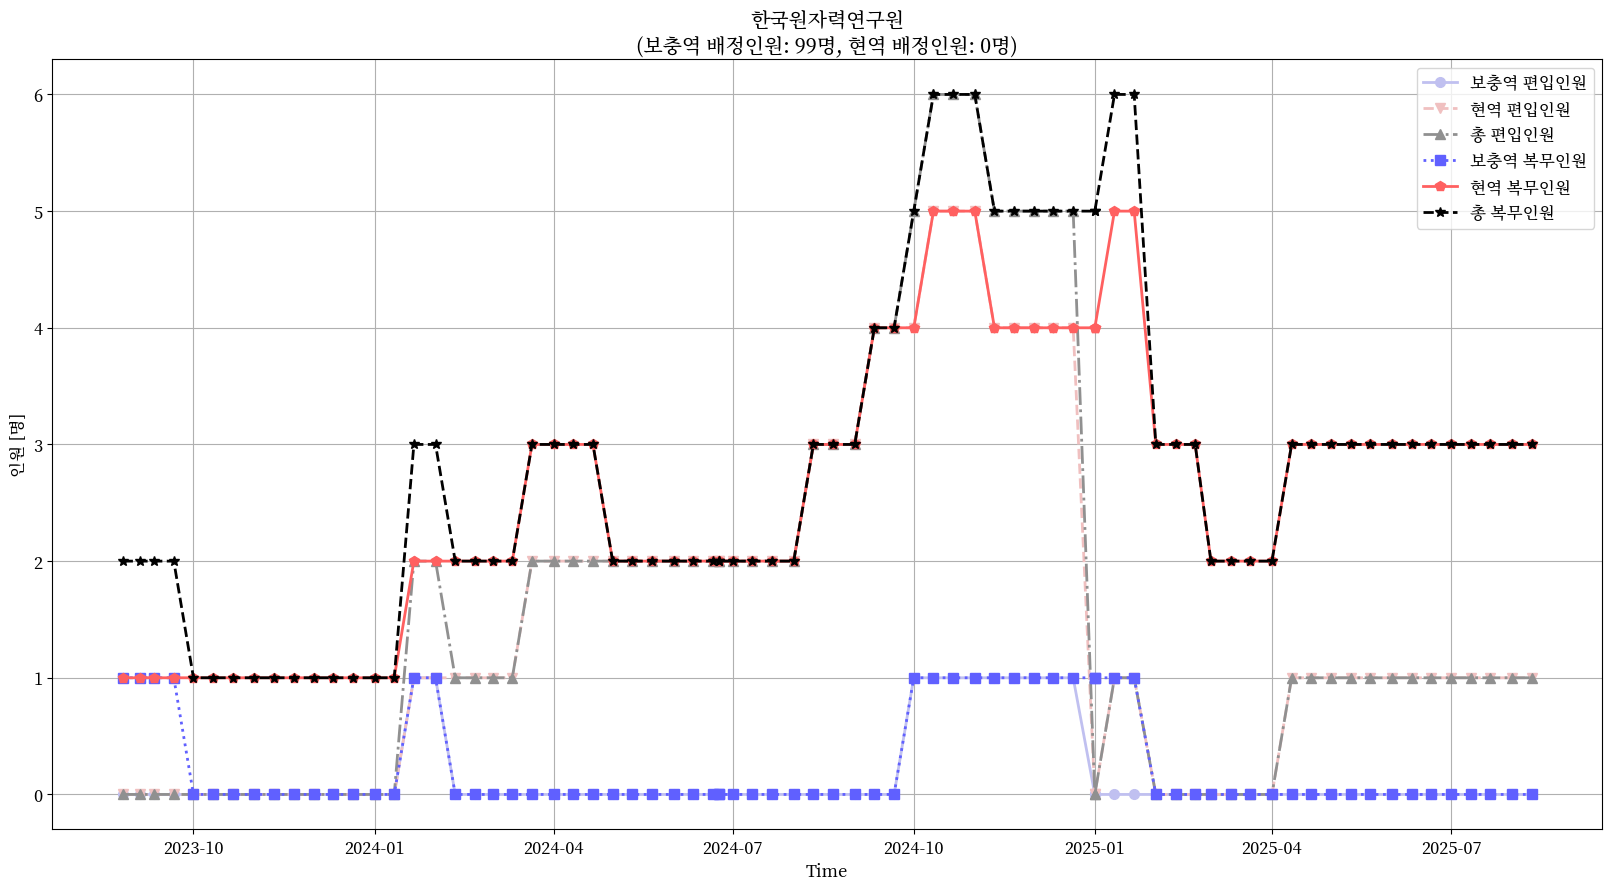 한국원자력연구원
(보충역 배정인원: 99명, 현역 배정인원: 0명)
보충역 편입인원
현역 편입인원
총 편입인원
보충역 복무인원
현역 복무인원
총 복무인원
인원 [명]
6
5
4
3
2
1
0
2023-10
2024-01
2024-04
2024-07
2024-10
2025-01
2025-04
2025-07
Time